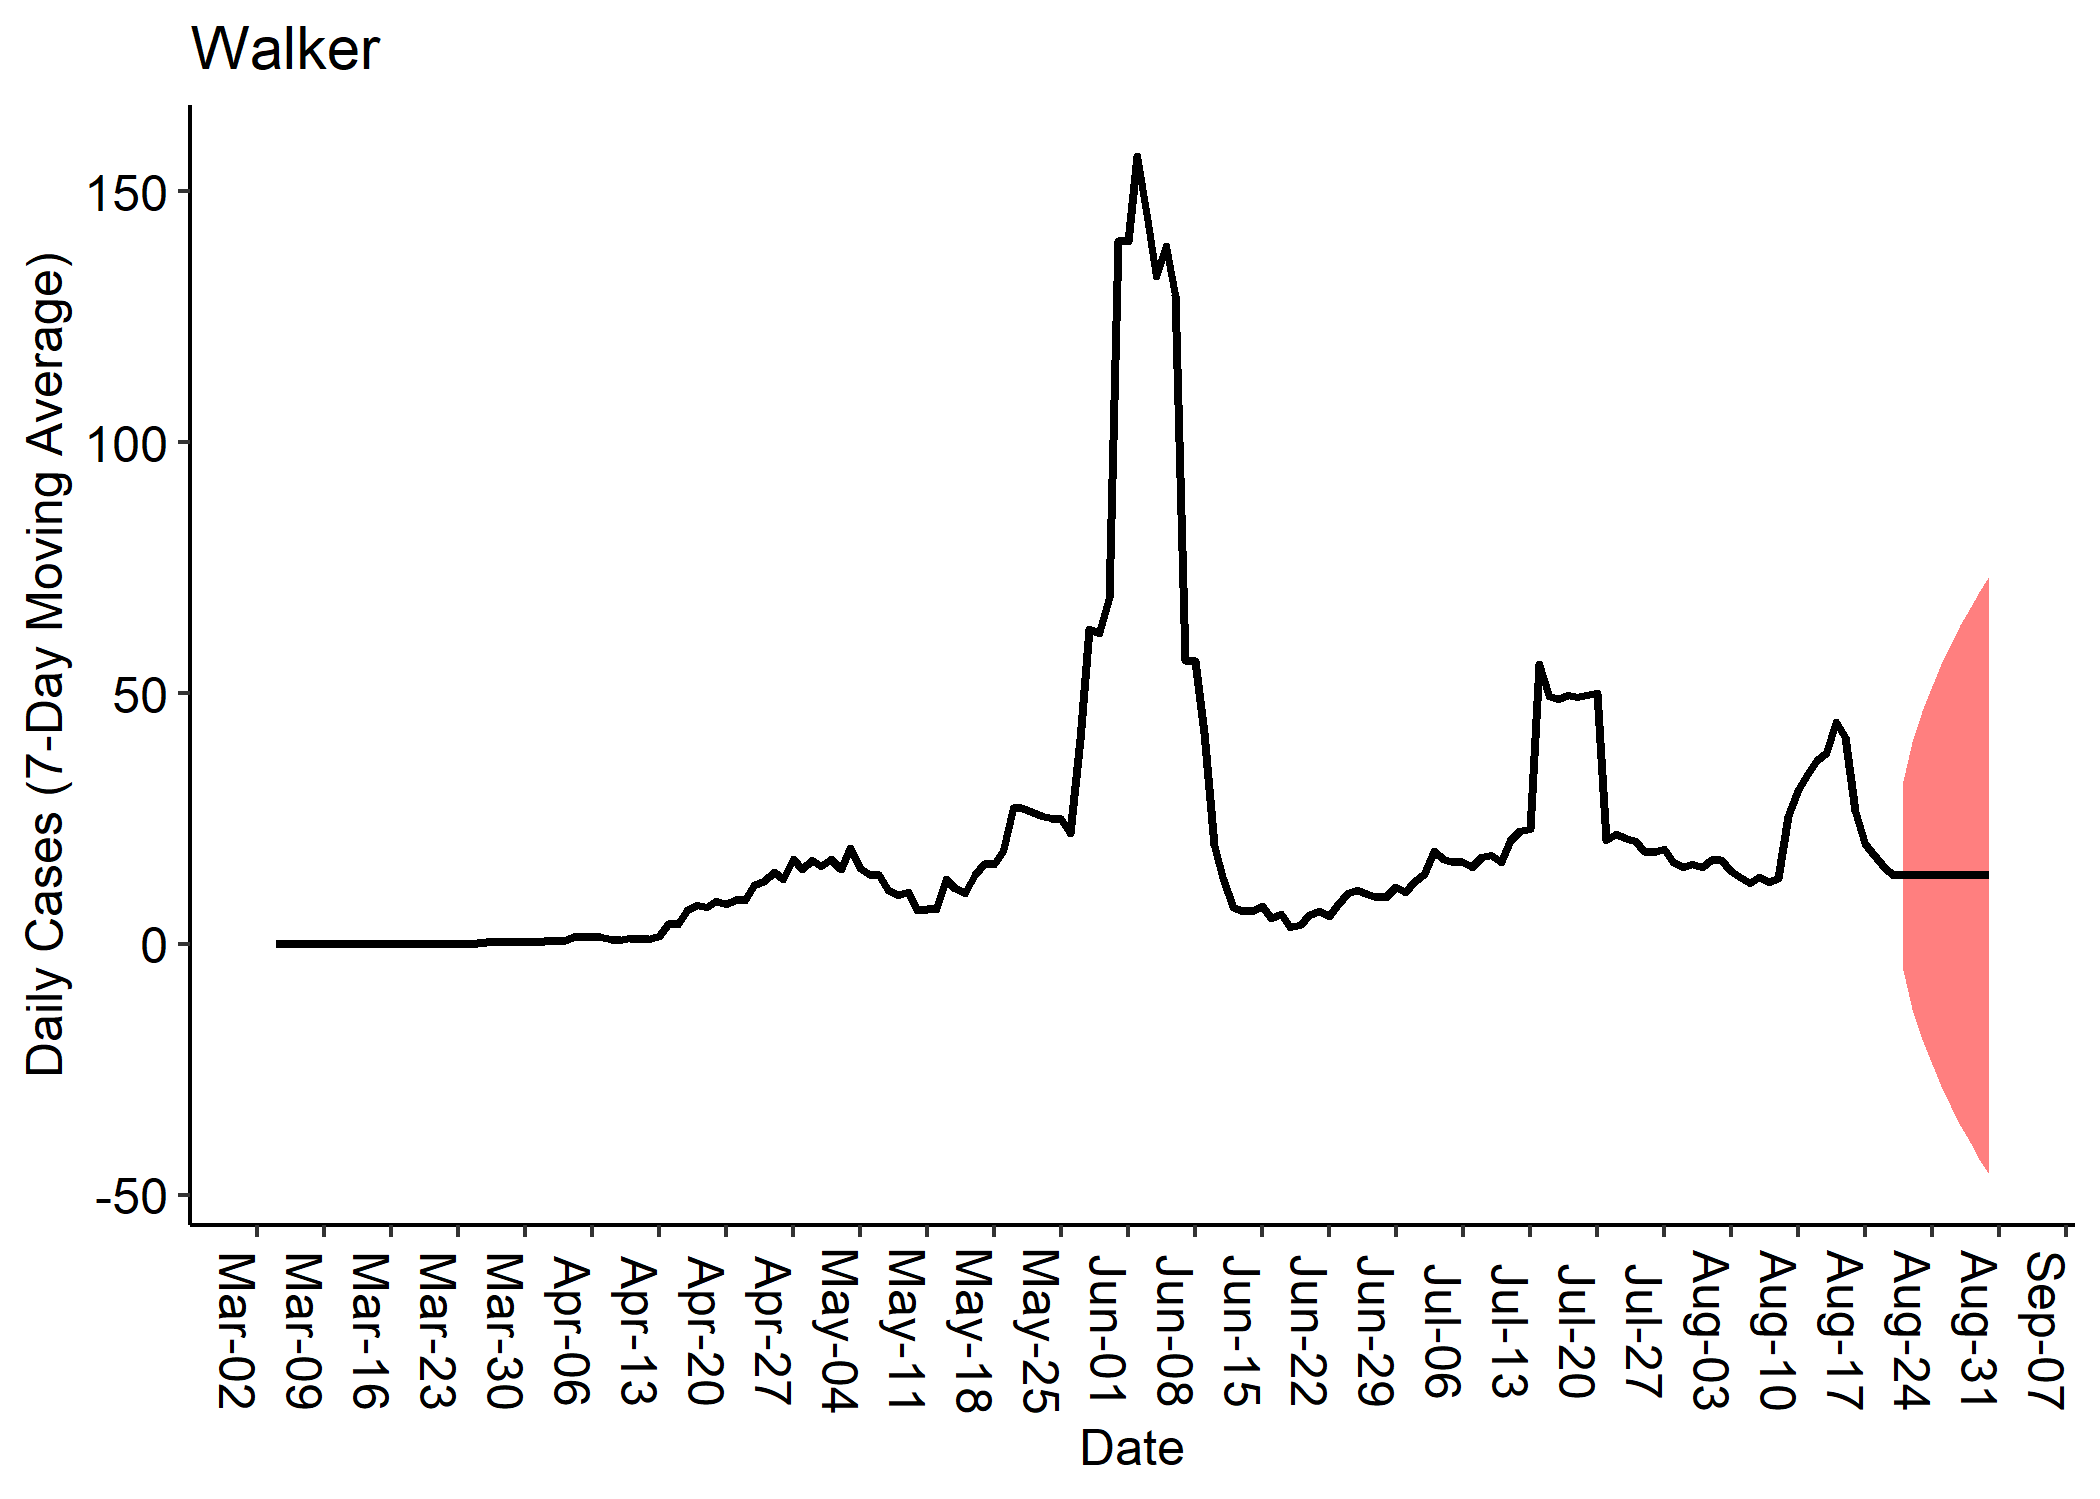 Walker
Daily Cases (7-Day Moving Average)
150
100
50
0
-50
Mar-02
Mar-09
Mar-16
Mar-23
Mar-30
Apr-06
Apr-13
Apr-20
Apr-27
May-04
May-11
May-18
May-25
Jun-01
Jun-08
Jun-15
Jun-22
Jun-29
Jul-06
Jul-13
Jul-20
Jul-27
Aug-03
Aug-10
Aug-17
Aug-24
Aug-31
Sep-07
Date